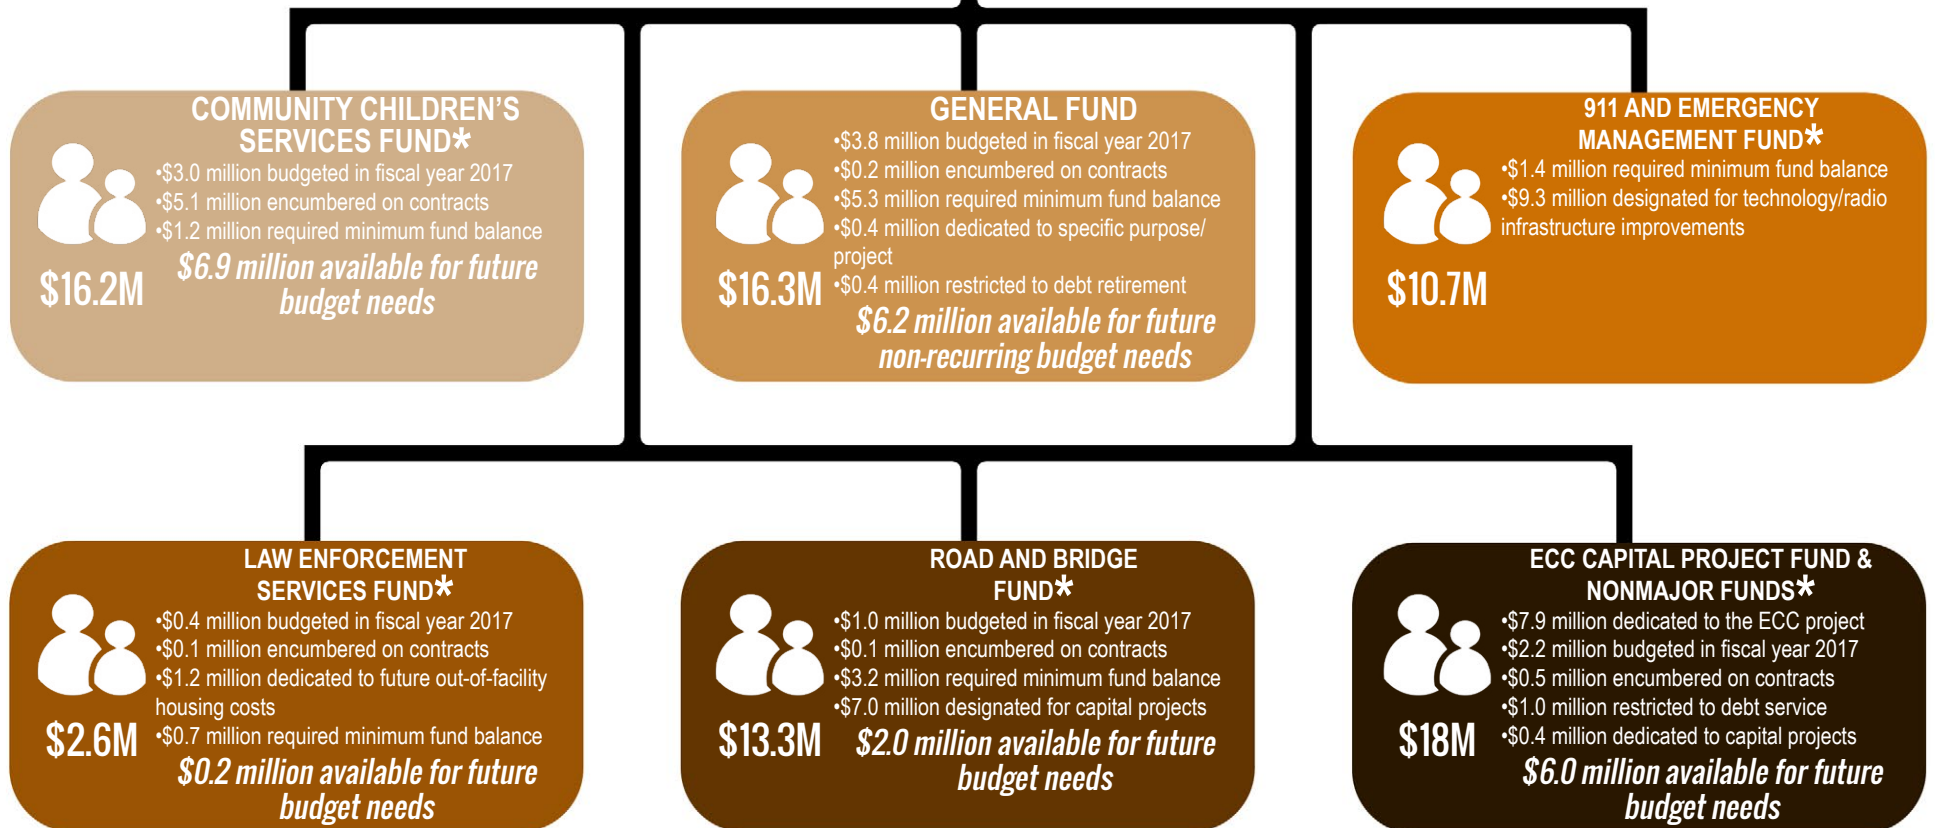 COMMUNITY CHILDREN'S
SERVICES FUND*
•$3.0 million budgeted in fiscal year 2017
•$5.1 million encumbered on contracts
•$1.2 million required minimum fund balance
$16.2M
$6.9 million available for future
budget needs
GENERAL FUND
•$3.8 million budgeted in fiscal year 2017
•$0.2 million encumbered on contracts
•$5.3 million required minimum fund balance
•$0.4 million dedicated to specific purpose/
project
•$0.4 million restricted to debt retirement
$16.3M
$6.2 million available for future
non-recurring budget needs
911 AND EMERGENCY
MANAGEMENT FUND*
•$1.4 million required minimum fund balance
•$9.3 million designated for technology/radio
infrastructure improvements
$10.7M
LAW ENFORCEMENT
SERVICES FUND*
•$0.4 million budgeted in fiscal year 2017
•$0.1 million encumbered on contracts
•$1.2 million dedicated to future out-of-facility
housing costs
•$0.7 million required minimum fund balance
$2.6M
$0.2 million available for future
budget needs
ROAD AND BRIDGE
FUND*
•$1.0 million budgeted in fiscal year 2017
•$0.1 million encumbered on contracts
•$3.2 million required minimum fund balance
•$7.0 million designated for capital projects
$13.3M
$2.0 million available for future
budget needs
ECC CAPITAL PROJECT FUND &
NONMAJOR FUNDS*
•$7.9 million dedicated to the ECC project
•$2.2 million budgeted in fiscal year 2017
•$0.5 million encumbered on contracts
•$1.0 million restricted to debt service
•$0.4 million dedicated to capital projects
$18M
$6.0 million available for future
budget needs